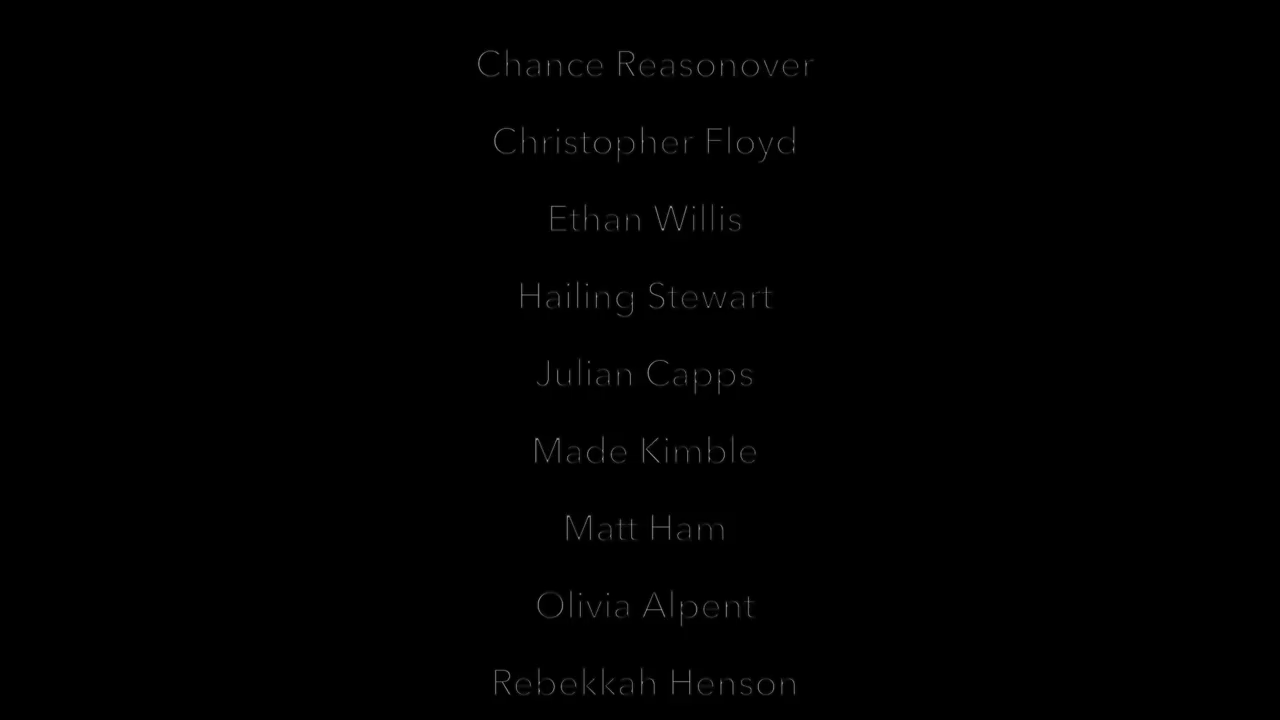 Chance Reasonover
Christopher Floyd
Ethan Willis
Hailing Stewart
Julian Capps
Made Kimble
Matt Ham
Olivia Alpent
Rebekkah Henson